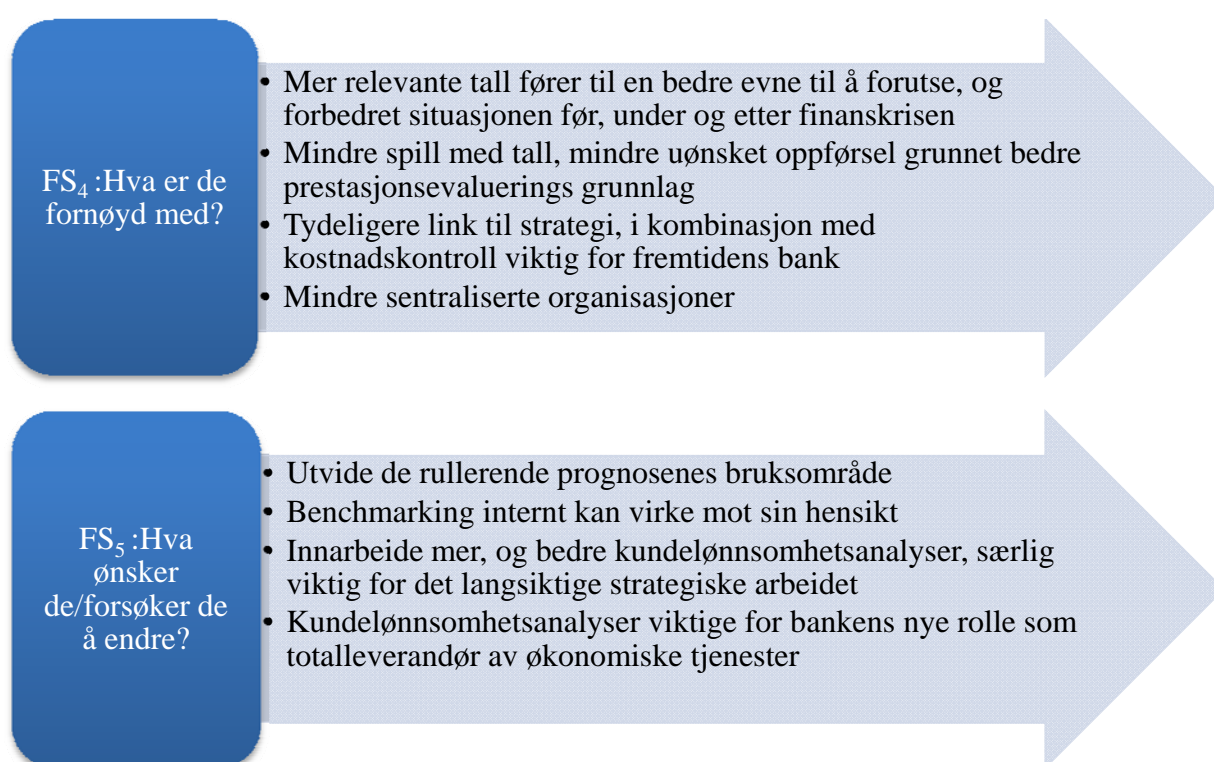 FS₄ :Hva er de
fornøyd med?
• Mer relevante tall fører til en bedre evne til å forutse, og
forbedret situasjonen før, under og etter finanskrisen
• Mindre spill med tall, mindre uønsket oppførsel grunnet bedre
prestasjonsevaluerings grunnlag
• Tydeligere link til strategi, i kombinasjon med
kostnadskontroll viktig for fremtidens bank
• Mindre sentraliserte organisasjoner
FS₅ :Hva
ønsker
de/forsøker de
å endre?
• Utvide de rullerende prognosenes bruksområde
• Benchmarking internt kan virke mot sin hensikt
• Innarbeide mer, og bedre kundelønnsomhetsanalyser, særlig
viktig for det langsiktige strategiske arbeidet
• Kundelønnsomhetsanalyser viktige for bankens nye rolle som
totalleverandør av økonomiske tjenester